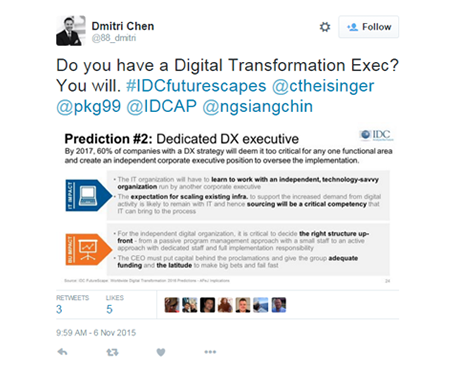 Dmitri Chen
@88_dmitri
Follow
Do you have a Digital Transformation Exec?
You will. #IDCfuturescapes @ctheisinger
@pkg99 @IDCAP @ngsiangchin
Prediction #2: Dedicated DX executive
IDC
By 2017, 60% of companies with a DX strategy will deem it too critical for any one functional area
and create an independent corporate executive position to oversee the implementation.
IT IMPACT
• The IT organization will have to learn to work with an independent, technology-savvy
organization run by another corporate executive
• The expectation for scaling existing infra. to support the increased demand from digital
activity is likely to remain with IT and hence sourcing will be a critical competency that
IT can bring to the process
• For the independent digital organization, it is critical to decide the right structure up-
front - from a passive program management approach with a small staff to an active
approach with dedicated staff and full implementation responsibility
• The CEO must put capital behind the proclamations and give the group adequate
funding and the latitude to make big bets and fail fast
Source: IDC FutureScape: Worldwide Digital Transformation 2016 Predictions - APeJ Implications
24
RETWEETS
3
LIKES
5
9:59 AM - 6 Nov 2015